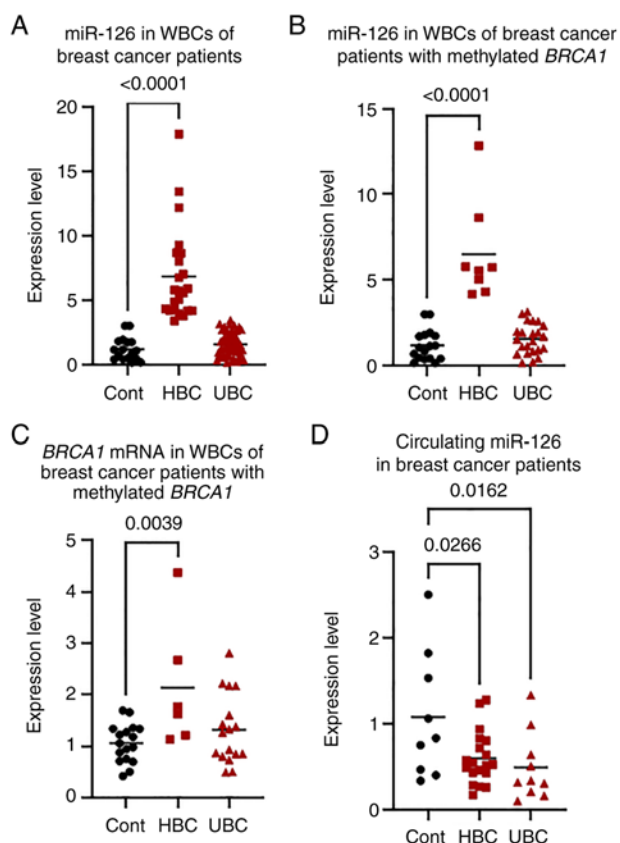 A
miR-126 in WBCs of
breast cancer patients
<0.0001
20
15
10
5
0
Expression level
Cont HBC UBC
B
miR-126 in WBCs of breast cancer
patients with methylated BRCA1
<0.0001
15
10
5
0
Expression level
Cont HBC UBC
C
BRCA1 mRNA in WBCs of
breast cancer patients with
methylated BRCA1
0.0039
5
4
3
2
1
0
Expression level
Cont HBC UBC
D
Circulating miR-126
in breast cancer patients
0.0162
0.0266
3
2
1
0
Expression level
Cont HBC UBC